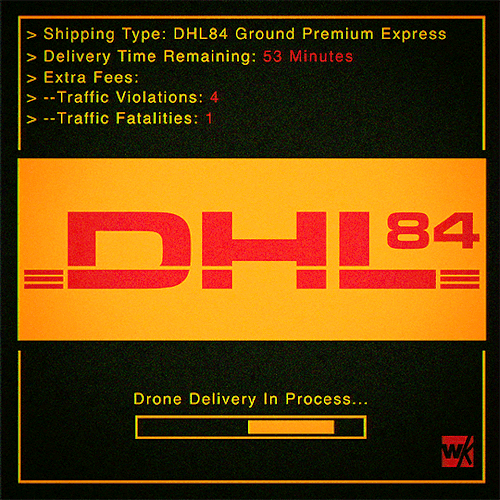 > Shipping Type: DHL84 Ground Premium Express
> Delivery Time Remaining: 53 Minutes
> Extra Fees:
> --Traffic Violations: 4
> --Traffic Fatalities: 1
DHL84
Drone Delivery In Process...
WK